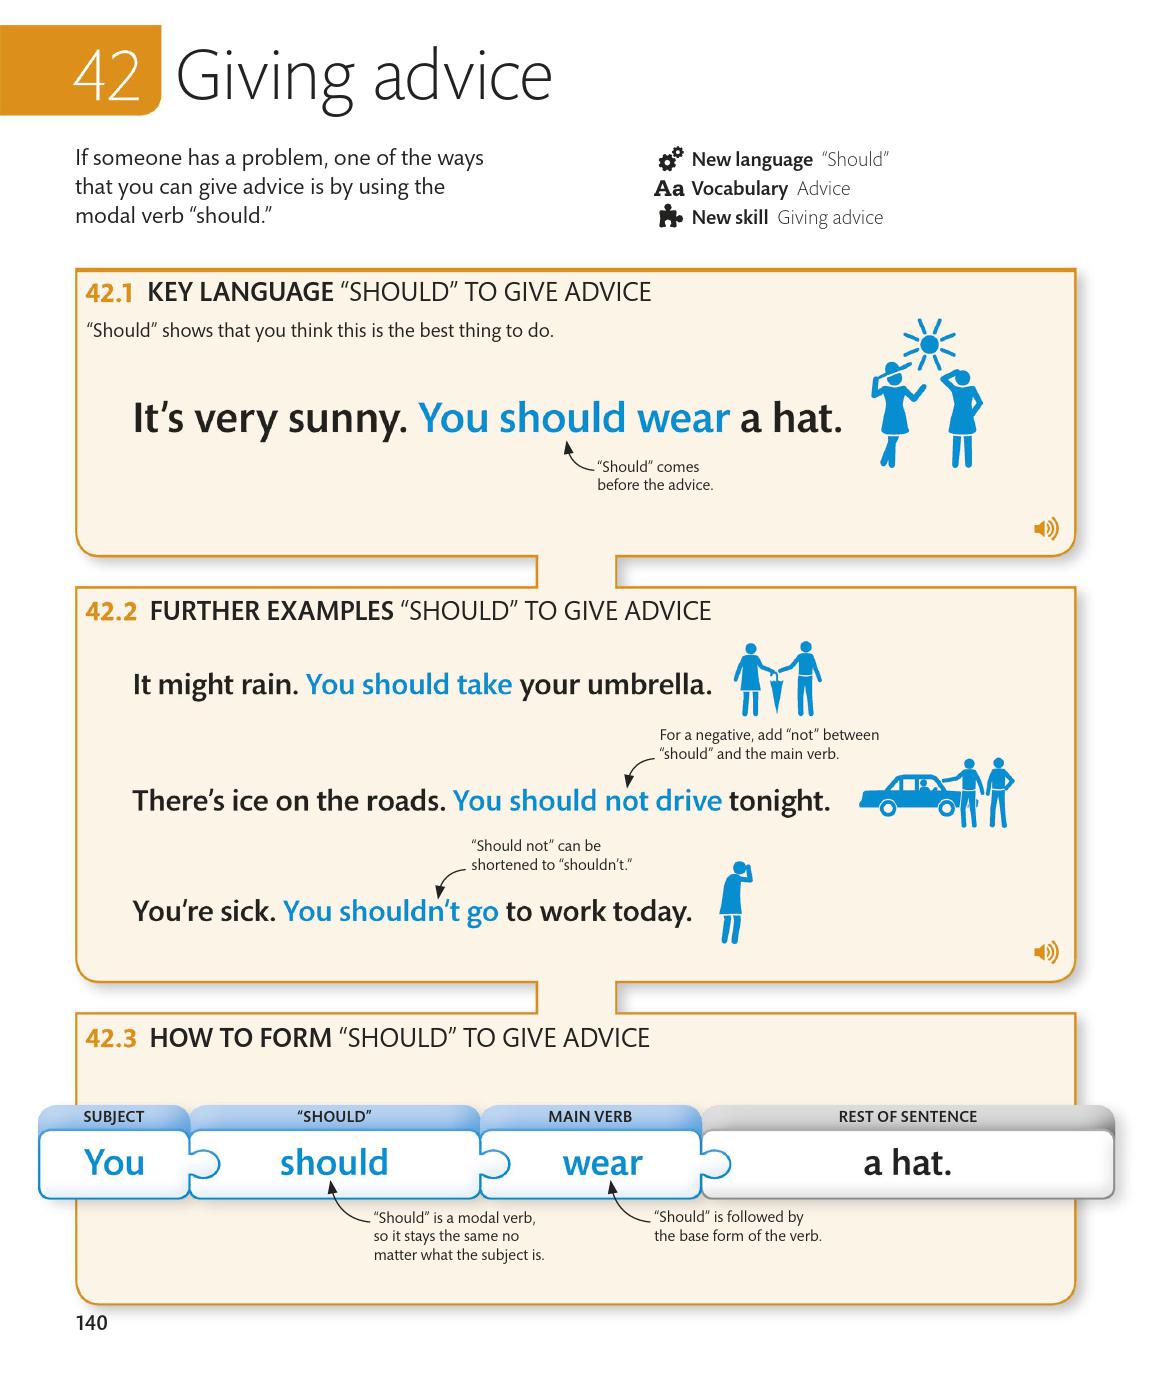 42 Giving advice
If someone has a problem, one of the ways
that you can give advice is by using the
modal verb “should.”
New language “Should”
Aa Vocabulary Advice
New skill Giving advice
42.1 KEY LANGUAGE “SHOULD” TO GIVE ADVICE
“Should” shows that you think this is the best thing to do.
It’s very sunny. You should wear a hat.
“Should” comes
before the advice.
42.2 FURTHER EXAMPLES “SHOULD” TO GIVE ADVICE
It might rain. You should take your umbrella.
For a negative, add “not” between
“should” and the main verb.
There’s ice on the roads. You should not drive tonight.
“Should not” can be
shortened to “shouldn’t.”
You’re sick. You shouldn’t go to work today.
42.3 HOW TO FORM “SHOULD” TO GIVE ADVICE
SUBJECT “SHOULD” MAIN VERB REST OF SENTENCE
You should wear a hat.
“Should” is a modal verb,
so it stays the same no
matter what the subject is.
“Should” is followed by
the base form of the verb.
140